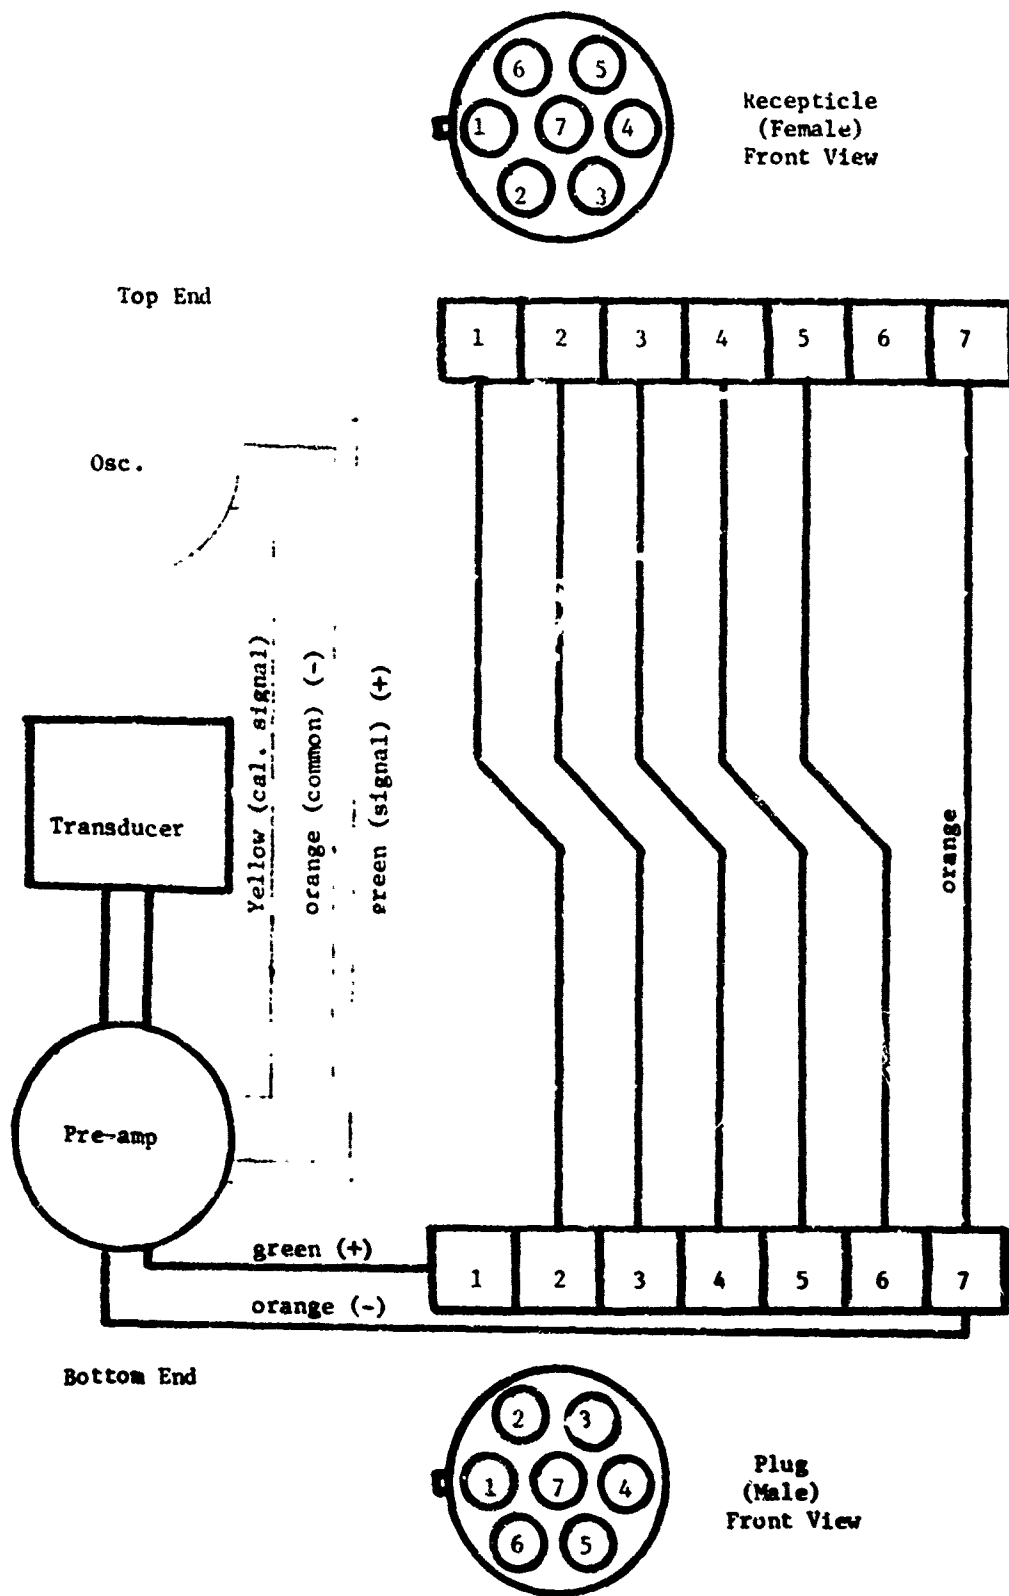 6 5
1 7 4
2 3
Recepticle
(Female)
Front View
Top End
1 2 3 4 5 6 7
Osc.
Yellow (cal. signal)
orange (common) (-)
green (signal) (+)
Transducer
orange
Pre-amp
green (+)
1 2 3 4 5 6 7
orange (-)
Bottom End
2 3
1 7 4
6 5
Plug
(Male)
Front View